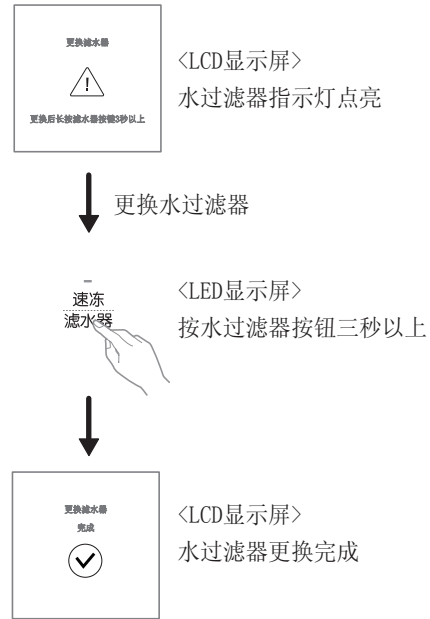 更换滤水器
更换后长按滤水器按键3秒以上
<LCD显示屏>
水过滤器指示灯点亮
更换水过滤器
速冻
滤水器
<LED显示屏>
按水过滤器按钮三秒以上
更换滤水器
完成
<LCD显示屏>
水过滤器更换完成